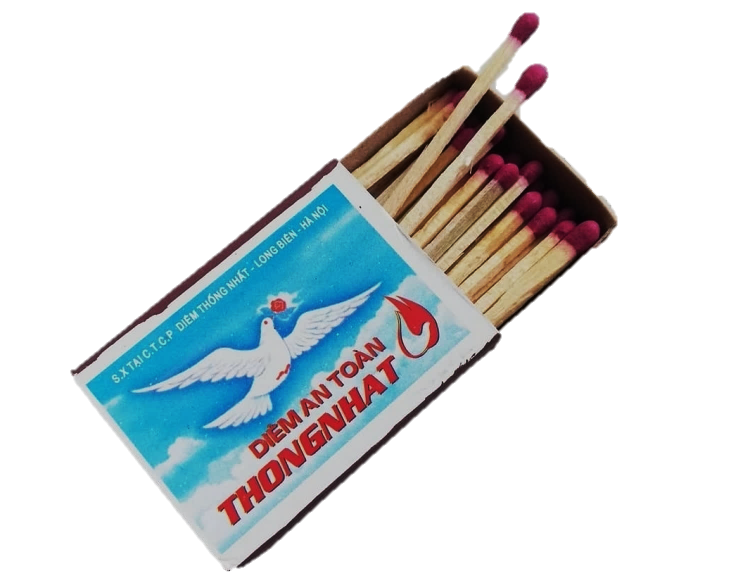 S.X TẠI C.T.C.P DIÊM THỐNG NHẤT - LONG BIÊN - HÀ NỘI
DIÊM AN TOÀN
THONGNHAT